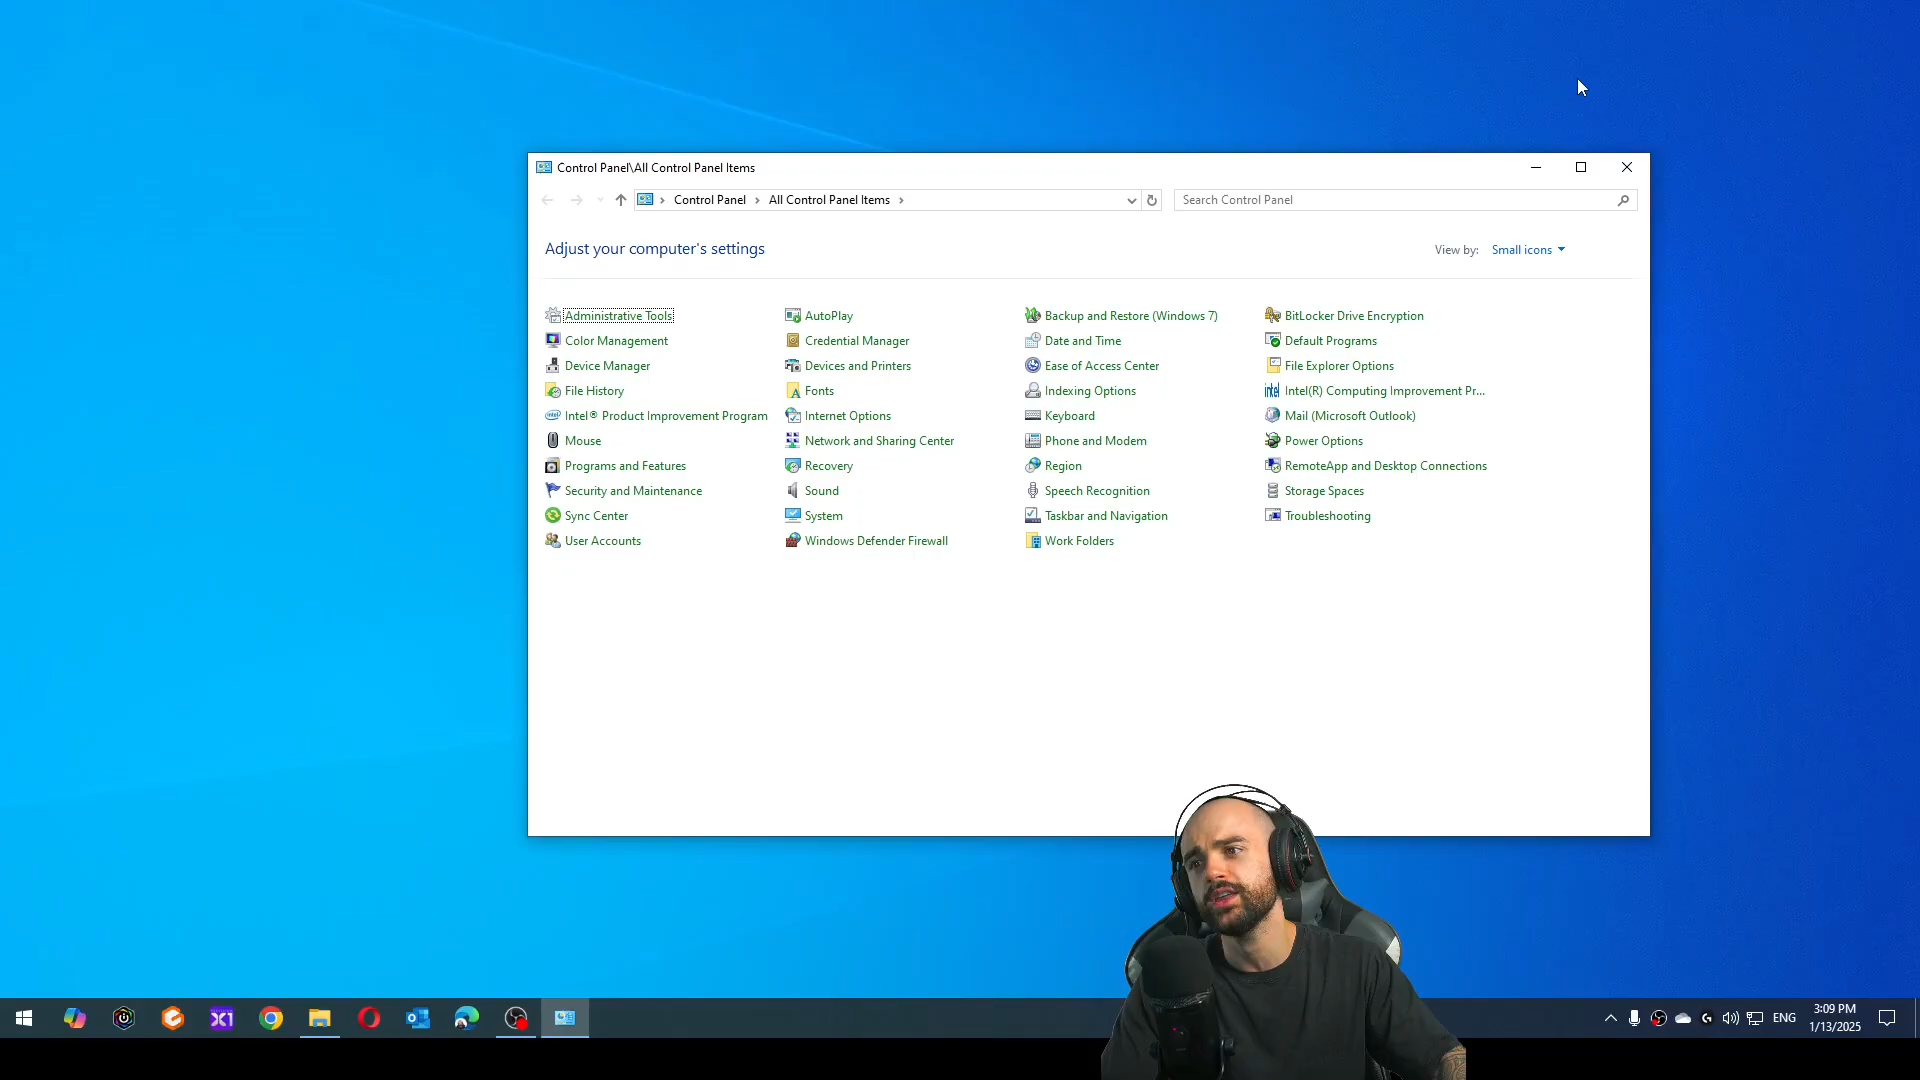 Control Panel\All Control Panel Items
Control Panel
All Control Panel Items
Search Control Panel
Adjust your computer's settings
View by: Small icons
Administrative Tools
AutoPlay
Backup and Restore (Windows 7)
BitLocker Drive Encryption
Color Management
Credential Manager
Date and Time
Default Programs
Device Manager
Devices and Printers
Ease of Access Center
File Explorer Options
File History
Fonts
Indexing Options
Intel(R) Computing Improvement Pr...
Intel® Product Improvement Program
Internet Options
Keyboard
Mail (Microsoft Outlook)
Mouse
Network and Sharing Center
Phone and Modem
Power Options
Programs and Features
Recovery
Region
RemoteApp and Desktop Connections
Security and Maintenance
Sound
Speech Recognition
Storage Spaces
Sync Center
System
Taskbar and Navigation
Troubleshooting
User Accounts
Windows Defender Firewall
Work Folders
X1
ENG
3:09 PM
1/13/2025